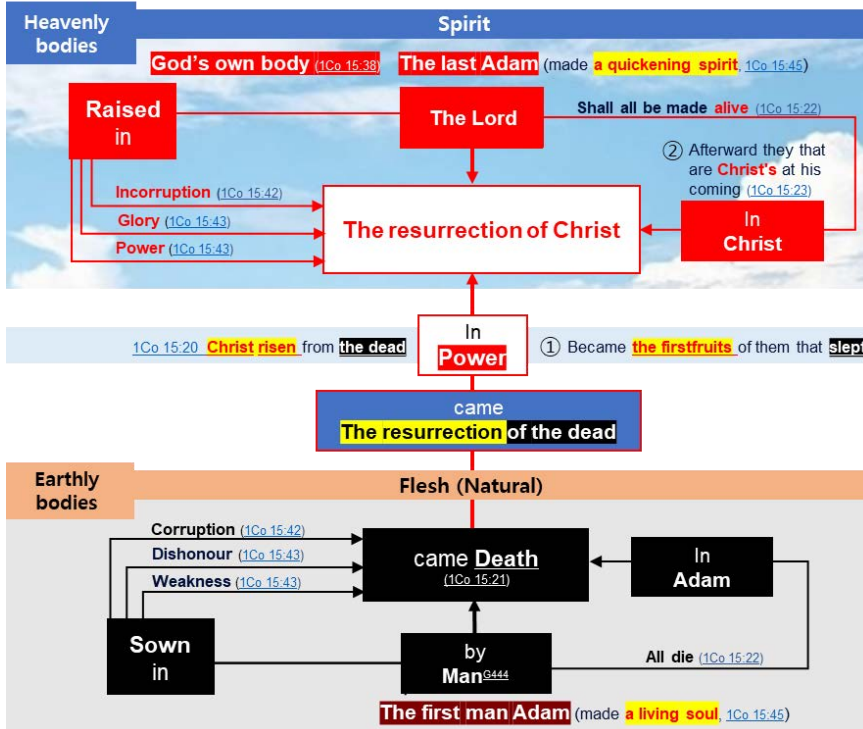 Heavenly
bodies
Spirit
God's own body (1Co 15:38)
The last Adam (made a quickening spirit, 1Co 15:45)
Raised
in
The Lord
Shall all be made alive (1Co 15:22)
② Afterward they that
are Christ's at his
coming (1Co 15:23)
Incorruption (1Co 15:42)
Glory (1Co 15:43)
Power (1Co 15:43)
The resurrection of Christ
In
Christ
1Co 15:20 Christ risen from the dead
In
Power
① Became the firstfruits of them that slept
came
The resurrection of the dead
Earthly
bodies
Flesh (Natural)
Corruption (1Co 15:42)
Dishonour (1Co 15:43)
Weakness (1Co 15:43)
came Death
(1Co 15:21)
In
Adam
Sown
in
by
Man G444
All die (1Co 15:22)
The first man Adam (made a living soul, 1Co 15:45)